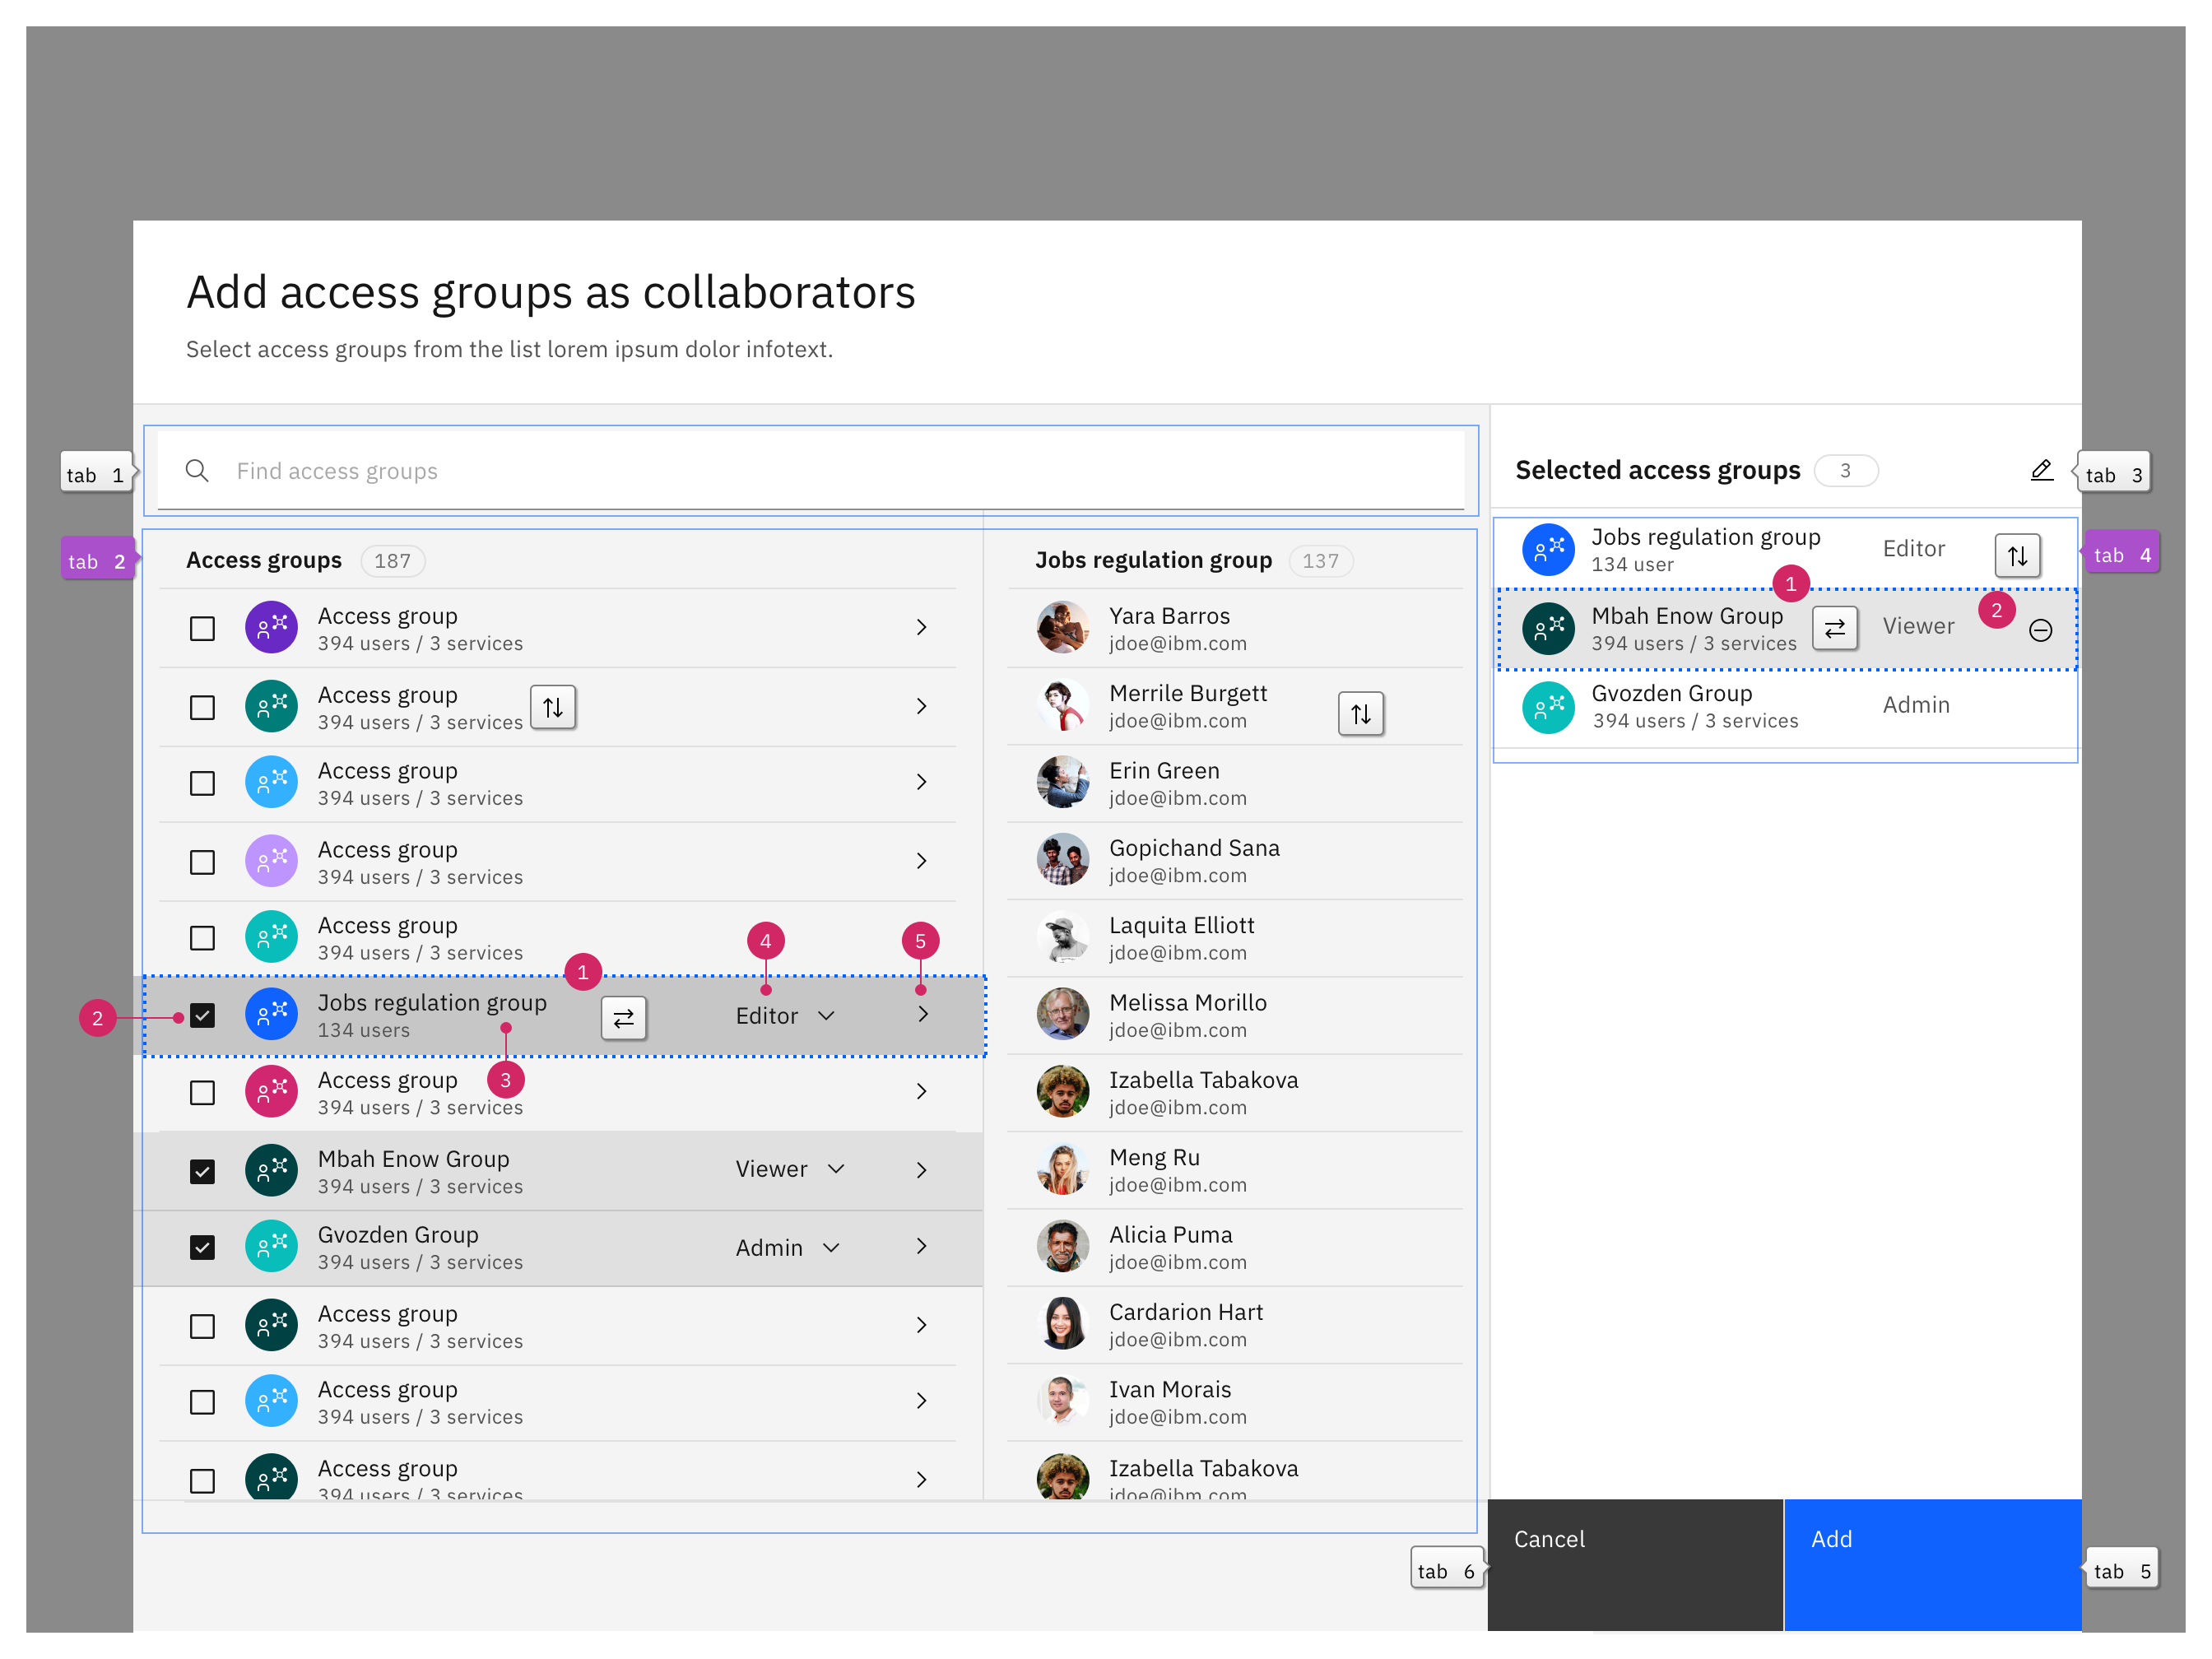 Add access groups as collaborators
Select access groups from the list lorem ipsum dolor infotext.
tab 1
Find access groups
tab 2
Access groups 187
Access group
394 users / 3 services
Access group
394 users / 3 services
Access group
394 users / 3 services
Access group
394 users / 3 services
Access group
394 users / 3 services
1
4
5
2
Jobs regulation group
134 users
Editor
3
Access group
394 users / 3 services
Mbah Enow Group
394 users / 3 services
Viewer
Gvozden Group
394 users / 3 services
Admin
Access group
394 users / 3 services
Access group
394 users / 3 services
Access group
394 users / 3 services
Jobs regulation group 137
Yara Barros
jdoe@ibm.com
Merrile Burgett
jdoe@ibm.com
Erin Green
jdoe@ibm.com
Gopichand Sana
jdoe@ibm.com
Laquita Elliott
jdoe@ibm.com
Melissa Morillo
jdoe@ibm.com
Izabella Tabakova
jdoe@ibm.com
Meng Ru
jdoe@ibm.com
Alicia Puma
jdoe@ibm.com
Cardarion Hart
jdoe@ibm.com
Ivan Morais
jdoe@ibm.com
Izabella Tabakova
jdoe@ibm.com
Selected access groups 3
tab 3
Jobs regulation group
134 user
Editor
tab 4
1
2
Mbah Enow Group
394 users / 3 services
Viewer
Gvozden Group
394 users / 3 services
Admin
Cancel
Add
tab 6
tab 5